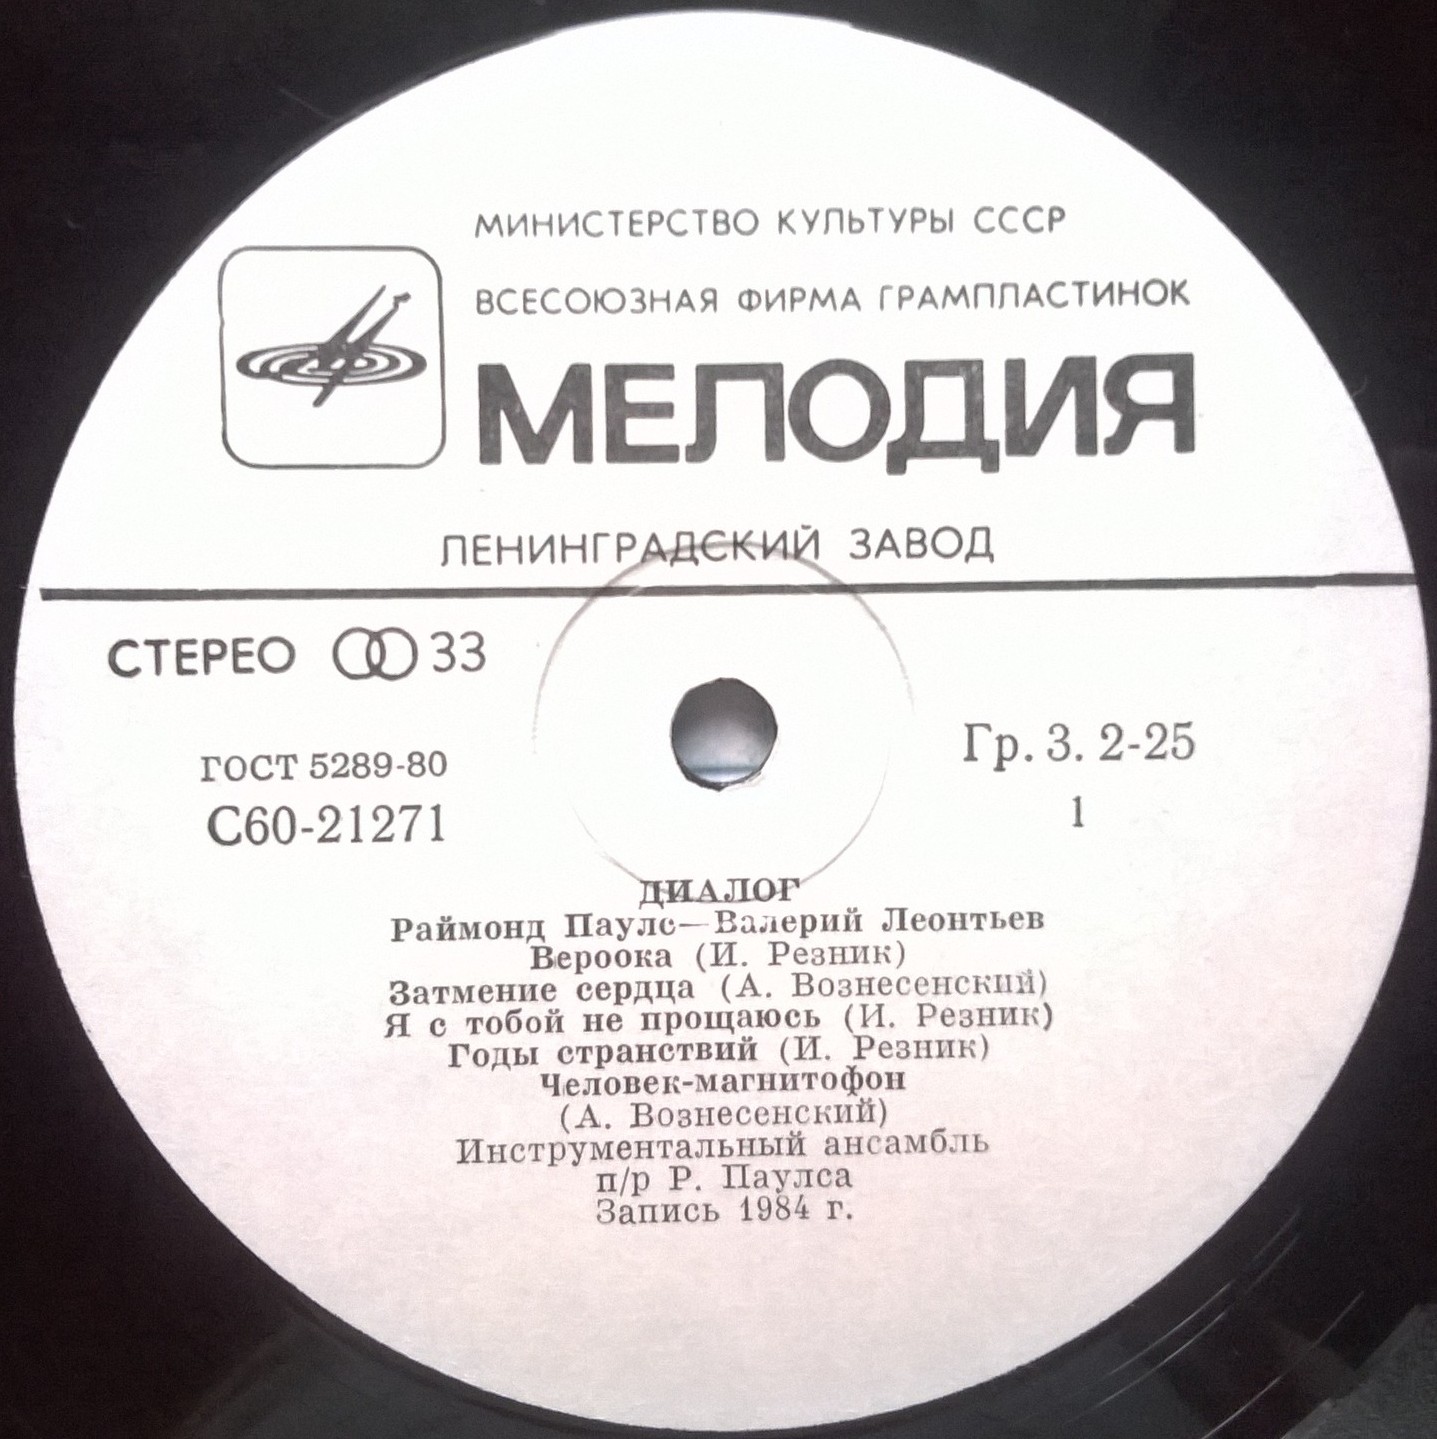 МИНИСТЕРСТВО КУЛЬТУРЫ СССР
ВСЕСОЮЗНАЯ ФИРМА ГРАМПЛАСТИНОК
МЕЛОДИЯ
ЛЕНИНГРАДСКИЙ ЗАВОД
СТЕРЕО 33
ГОСТ 5289-80
С60-21271
Гр. 3. 2-25
1
ДИАЛОГ
Раймонд Паулс—Валерий Леонтьев
Вероока (И. Резник)
Затмение сердца (А. Вознесенский)
Я с тобой не прощаюсь (И. Резник)
Годы странствий (И. Резник)
Человек-магнитофон
(А. Вознесенский)
Инструментальный ансамбль
п/р Р. Паулса
Запись 1984 г.